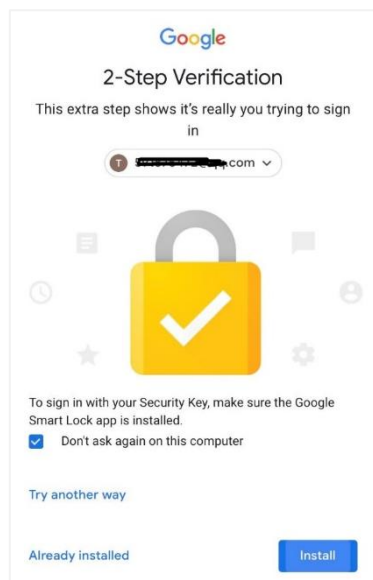 Google
2-Step Verification
This extra step shows it's really you trying to sign
in
T .com
To sign in with your Security Key, make sure the Google
Smart Lock app is installed.
Don't ask again on this computer
Try another way
Already installed
Install